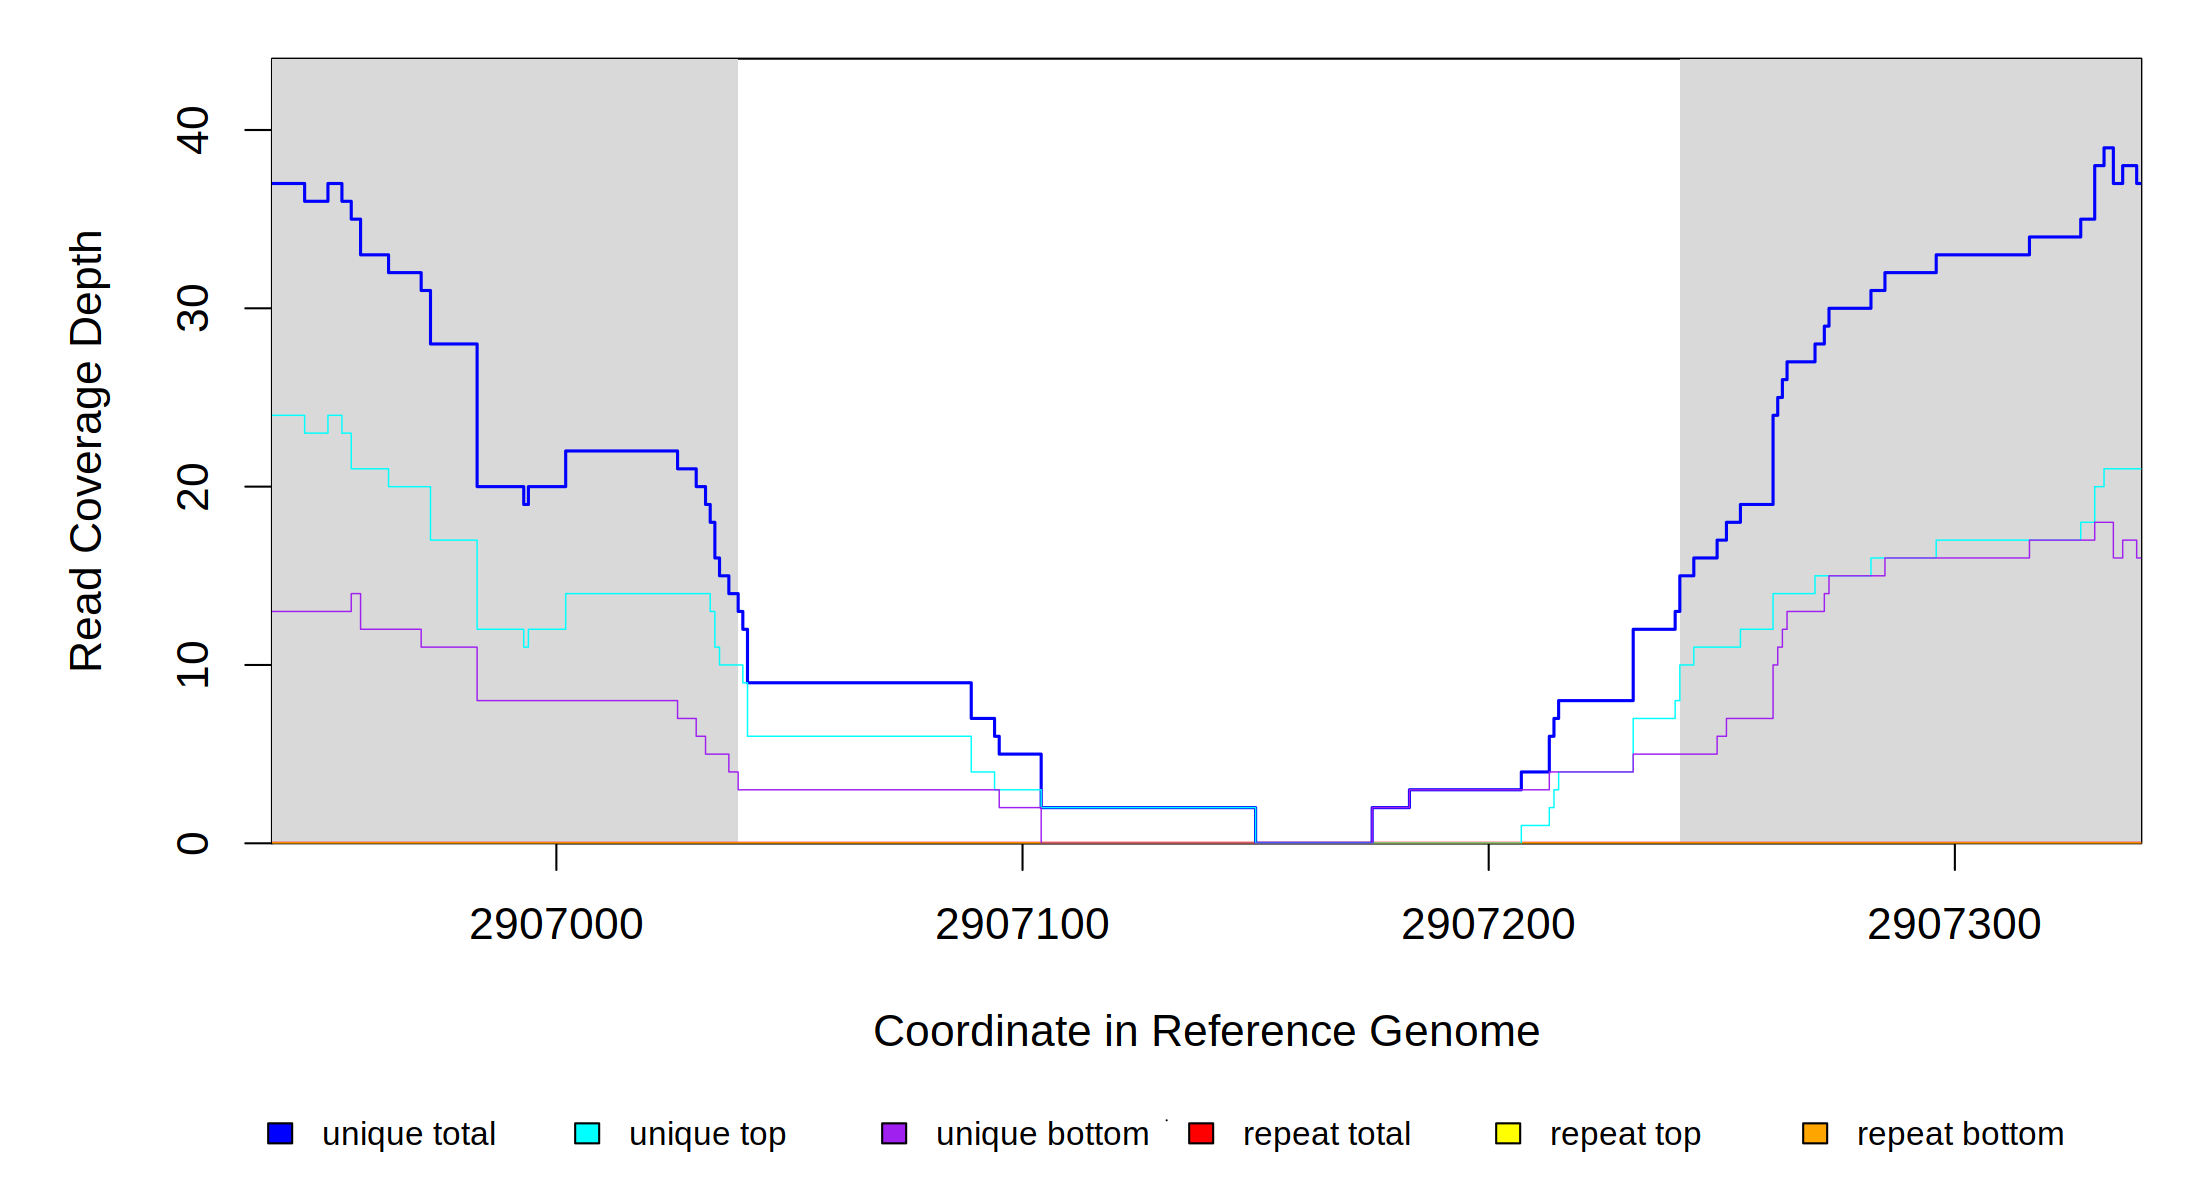 Read Coverage Depth
40
30
20
10
0
2907000 2907100 2907200 2907300
Coordinate in Reference Genome
unique total unique top unique bottom repeat total repeat top repeat bottom